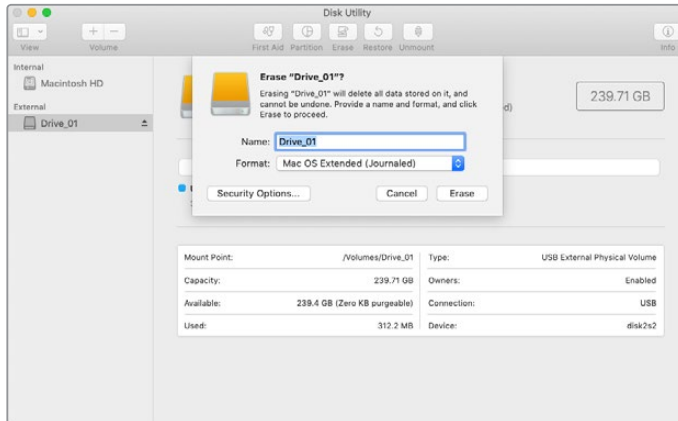 Disk Utility
View
Volume
First Aid Partition Erase Restore Unmount
Info
Internal
Macintosh HD
External
Drive_01
Erase “Drive_01”?
Erasing “Drive_01” will delete all data stored on it, and
cannot be undone. Provide a name and format, and click
Erase to proceed.
Name: Drive_01
Format: Mac OS Extended (Journaled)
Security Options...
Cancel
Erase
239.71 GB
Mount Point: /Volumes/Drive_01
Type: USB External Physical Volume
Capacity: 239.71 GB
Owners: Enabled
Available: 239.4 GB (Zero KB purgeable)
Connection: USB
Used: 312.2 MB
Device: disk2s2